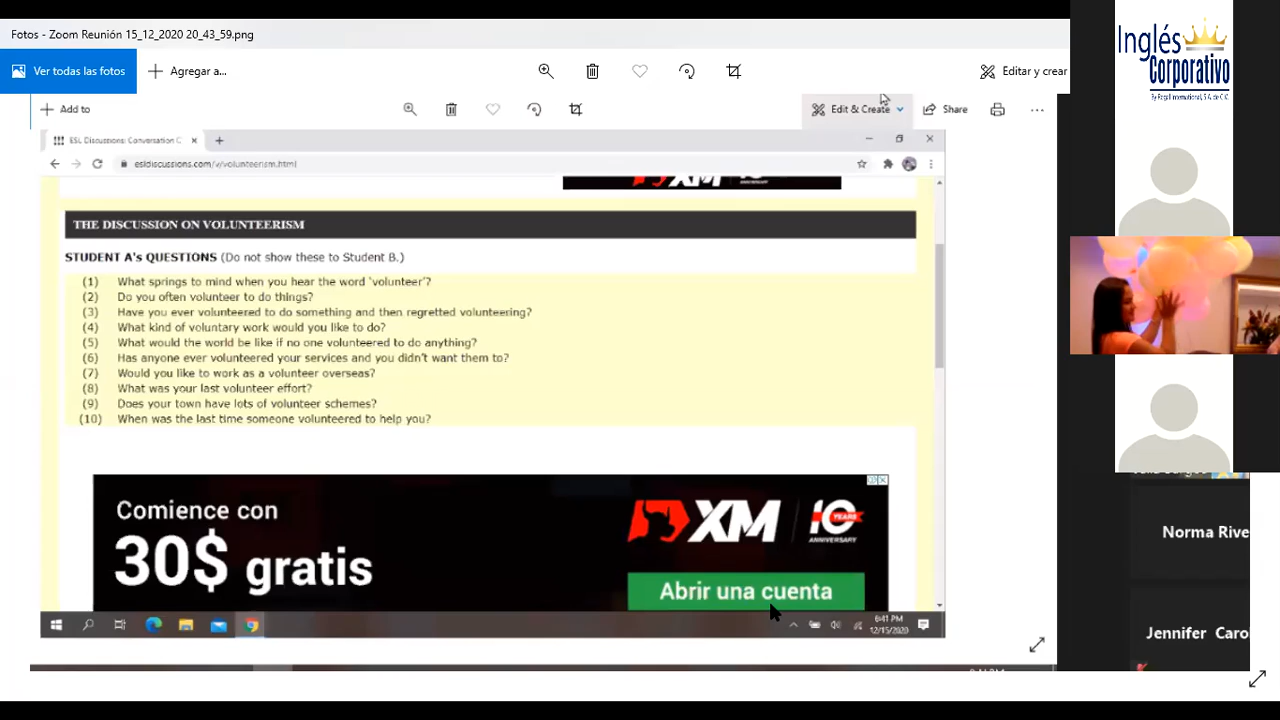 Fotos - Zoom Reunión 15_12_2020 20_43_59.png
Ver todas las fotos
Agregar a...
Editar y crear
Inglés
Corporativo
Add to
Edit & Create
Share
ESL Discussions: Conversation C
esldiscussions.com/v/volunteerism.html
XM
THE DISCUSSION ON VOLUNTEERISM
STUDENT A's QUESTIONS (Do not show these to Student B.)
(1) What springs to mind when you hear the word 'volunteer'?
(2) Do you often volunteer to do things?
(3) Have you ever volunteered to do something and then regretted volunteering?
(4) What kind of voluntary work would you like to do?
(5) What would the world be like if no one volunteered to do anything?
(6) Has anyone ever volunteered your services and you didn't want them to?
(7) Would you like to work as a volunteer overseas?
(8) What was your last volunteer effort?
(9) Does your town have lots of volunteer schemes?
(10) When was the last time someone volunteered to help you?
Comience con
30$ gratis
XM
10 YEARS
ANNIVERSARY
Abrir una cuenta
Norma Rive
Jennifer Caro
6:41 PM
12/15/2020